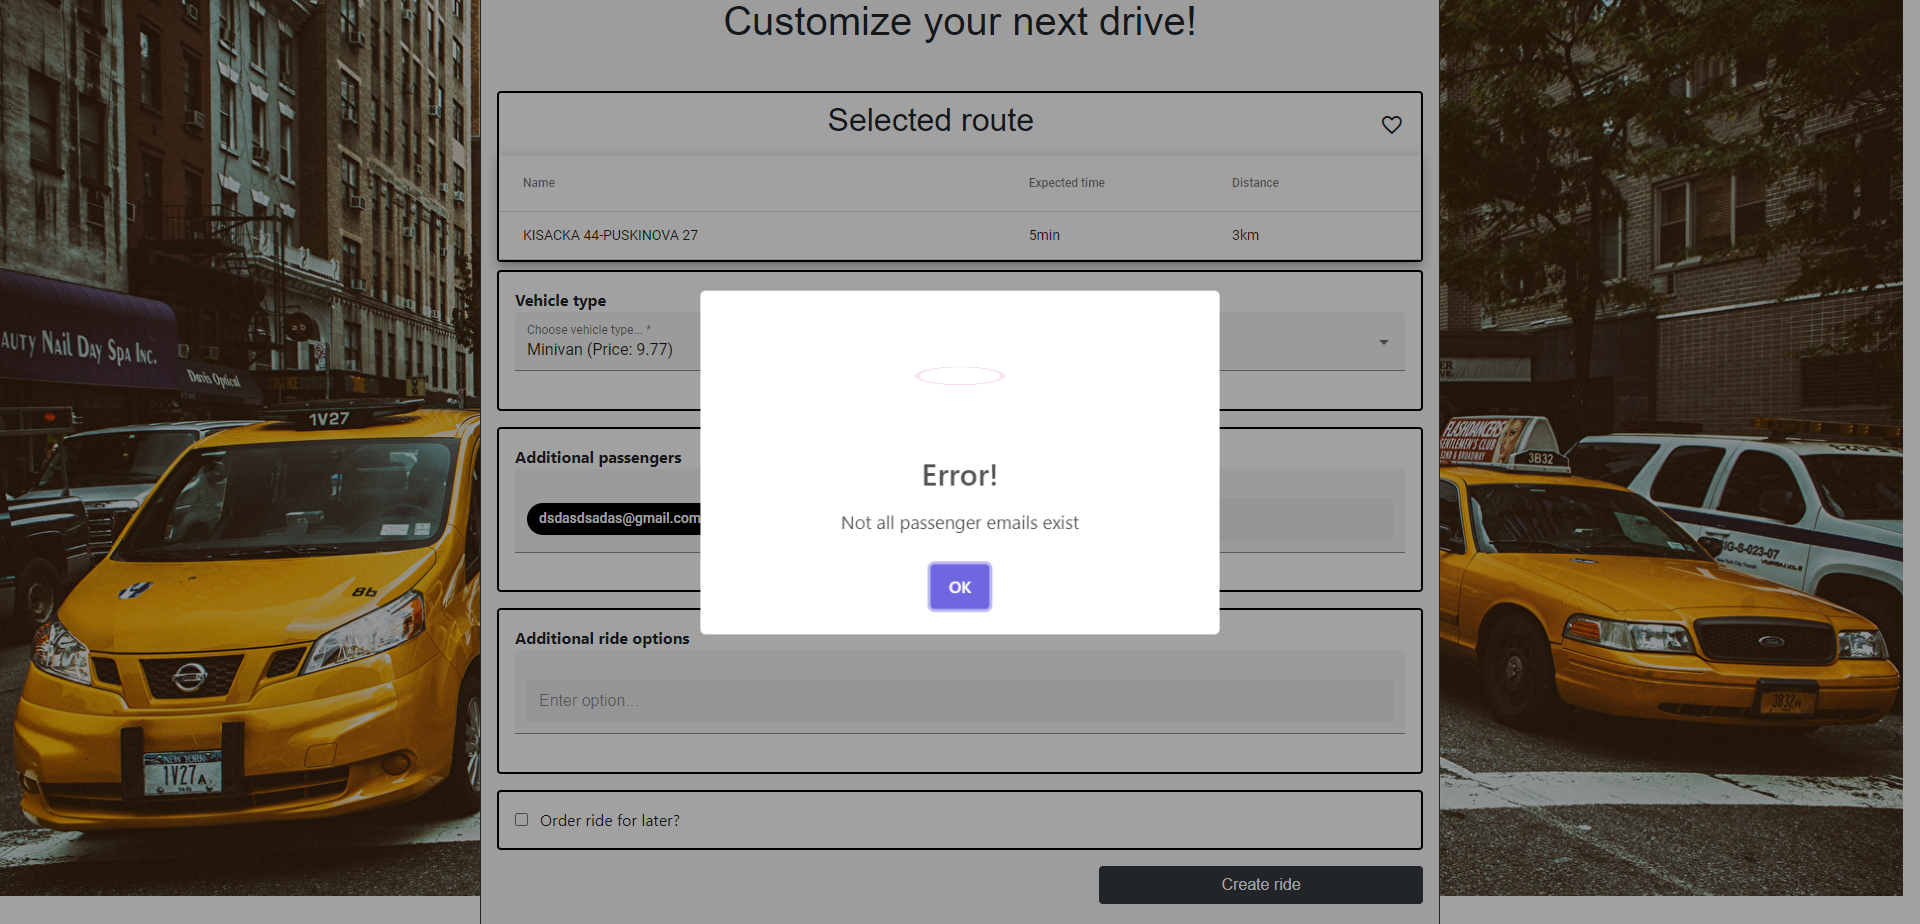 Customize your next drive!
Selected route
Name Expected time Distance
KISACKA 44-PUSKINOVA 27 5min 3km
Vehicle type
Choose vehicle type... *
Minivan (Price: 9.77)
Additional passengers
dsdasdsadas@gmail.com
Error!
Not all passenger emails exist
OK
Additional ride options
Enter option...
Order ride for later?
Create ride
AUTY NAIL DAY SPA INC.
Davis Optical
1V27
86
NEW YORK
1V27A
FLASHDANCERS
GENTLEMEN'S CLUB
3B32
IG-S-023-07
3B32A